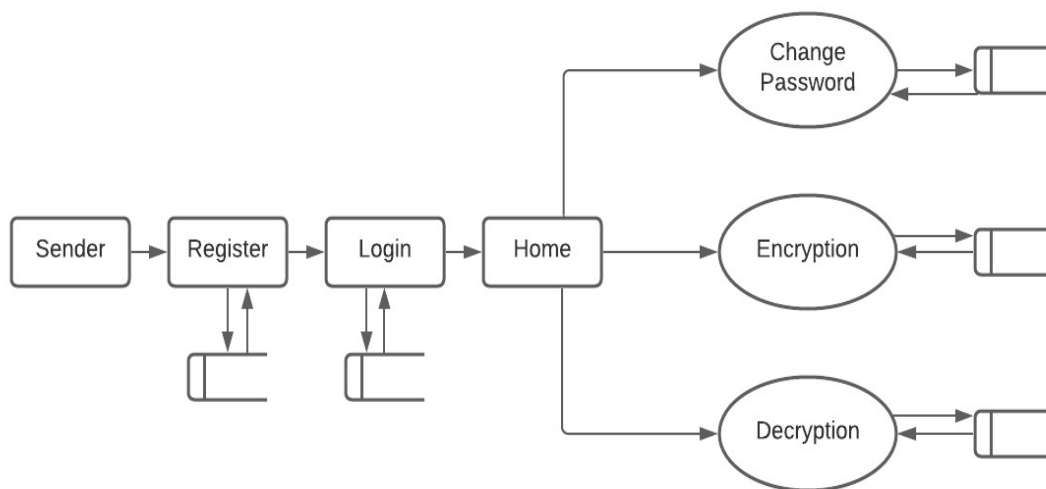 Change
Password
Sender
Register
Login
Home
Encryption
Decryption